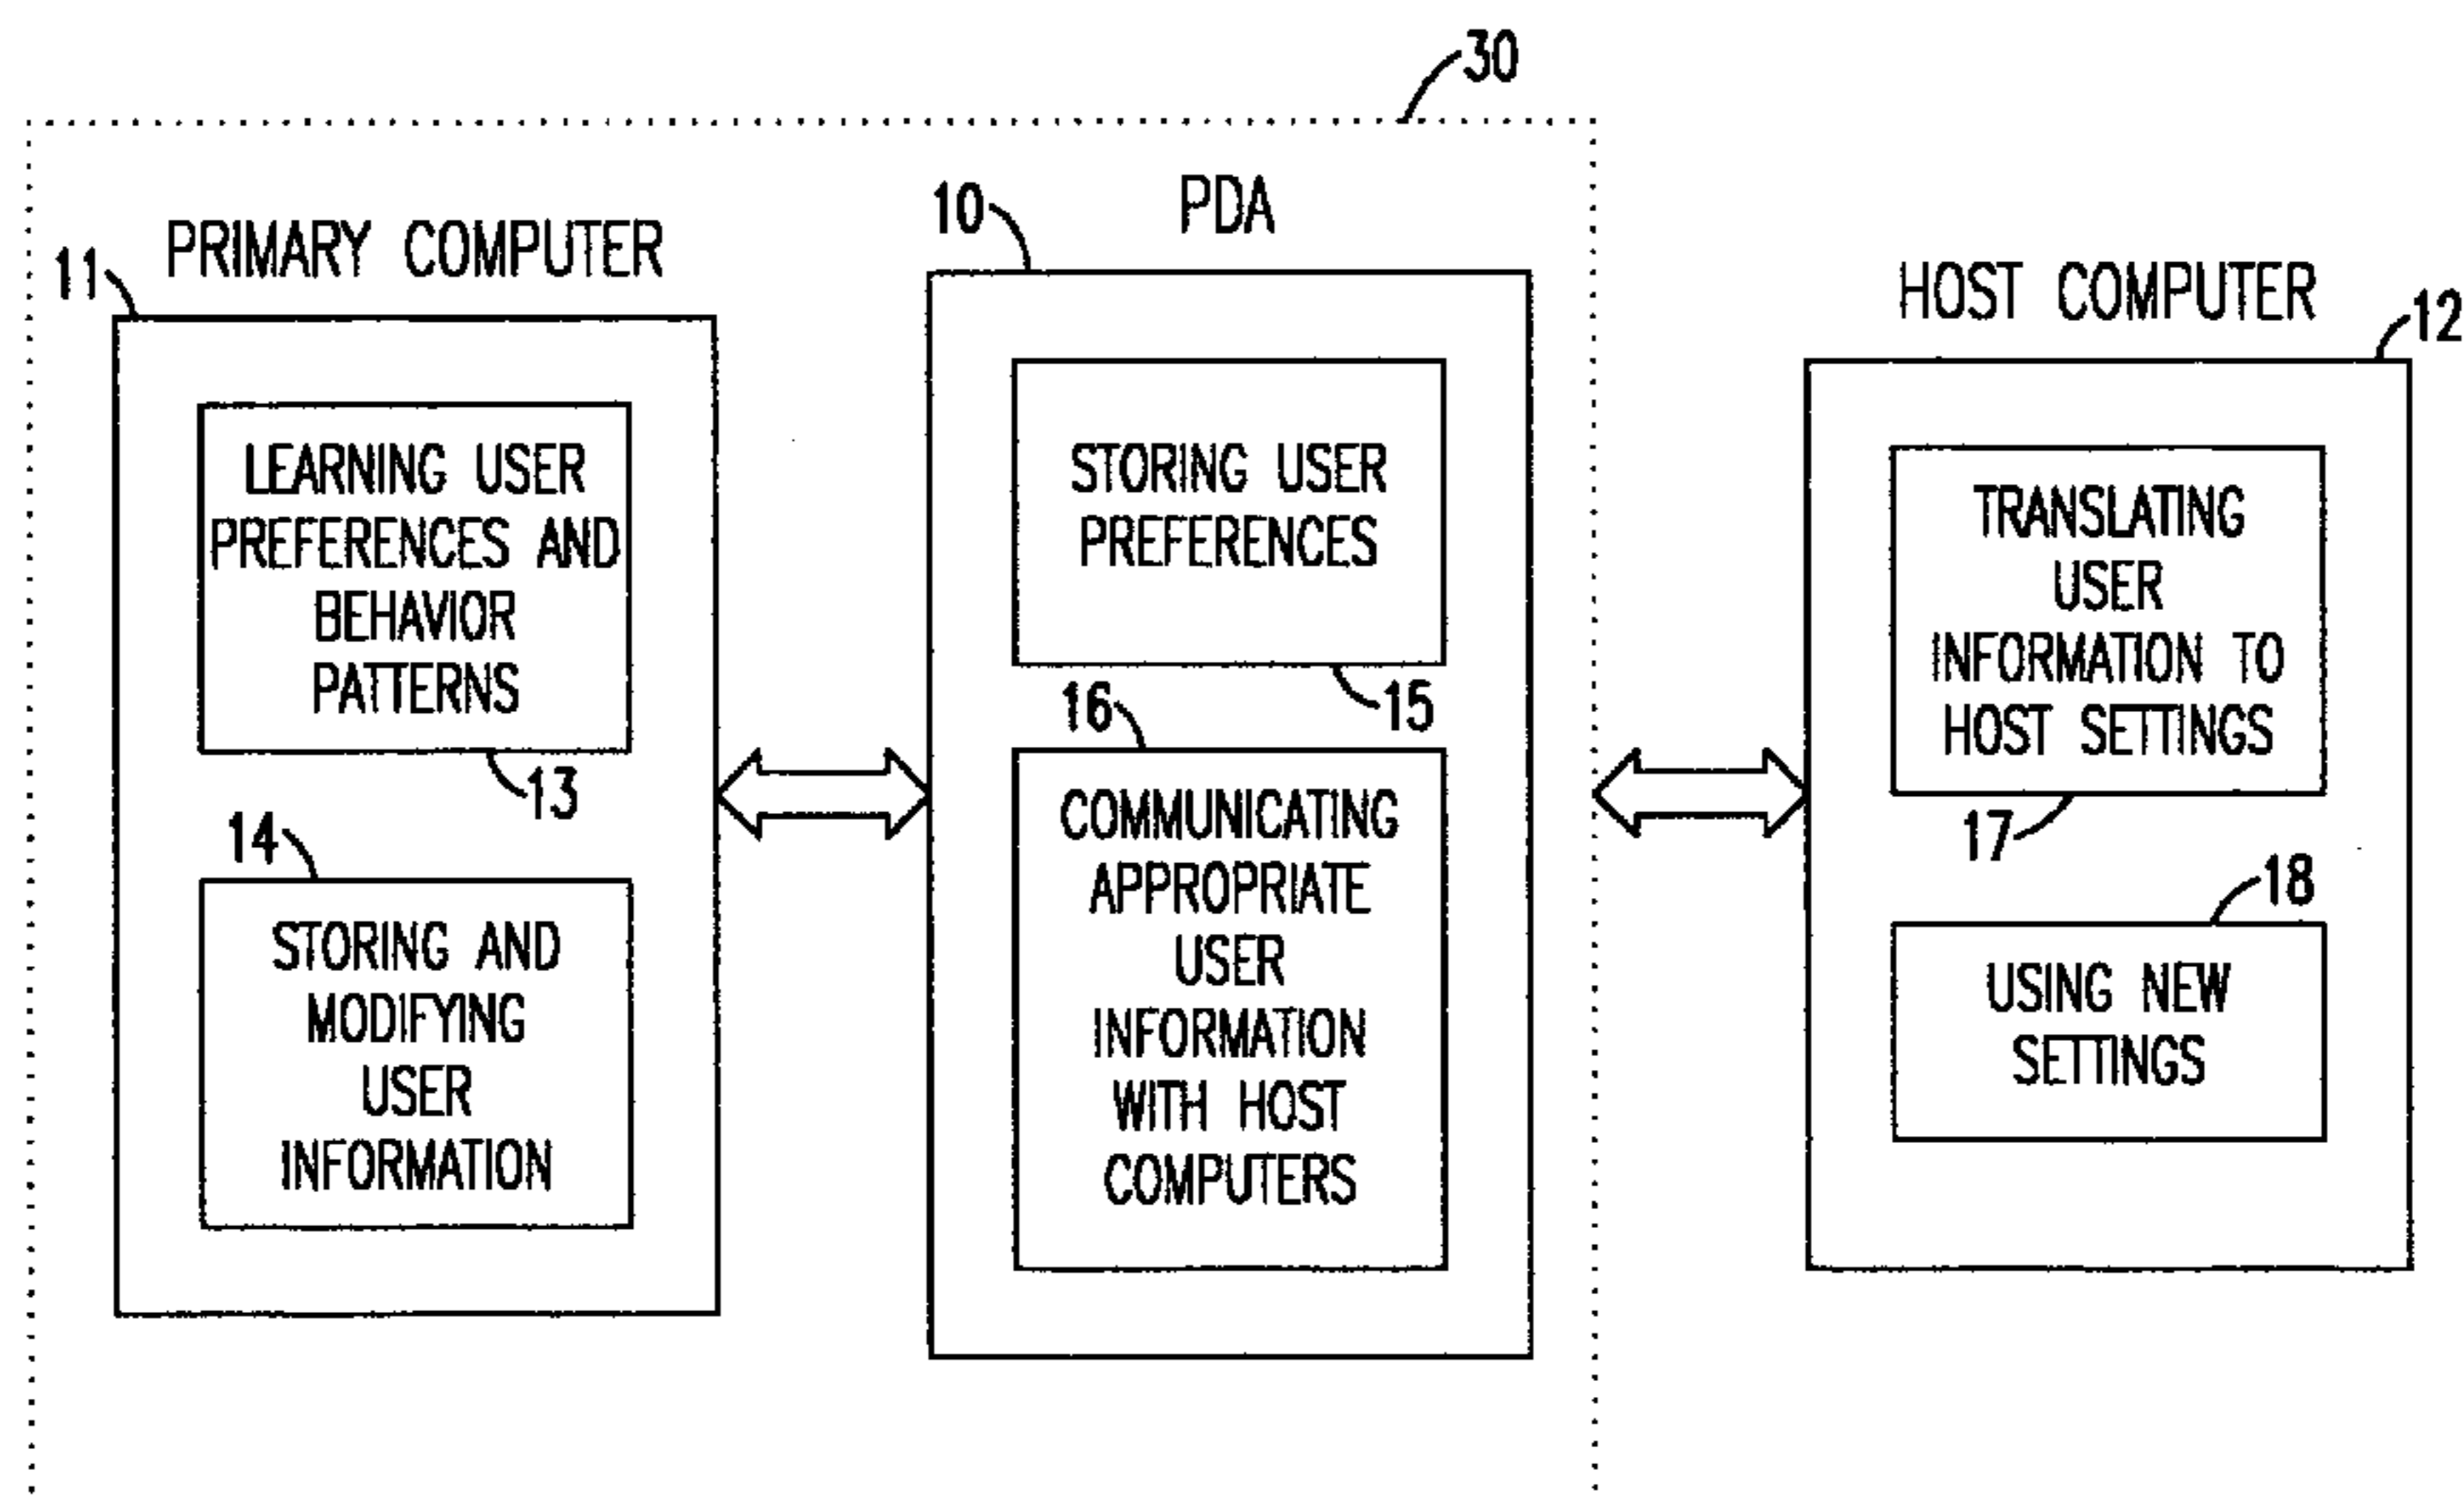 30
PRIMARY COMPUTER
11
LEARNING USER
PREFERENCES AND
BEHAVIOR
PATTERNS
13
14
STORING AND
MODIFYING
USER
INFORMATION
PDA
10
STORING USER
PREFERENCES
15
16
COMMUNICATING
APPROPRIATE
USER
INFORMATION
WITH HOST
COMPUTERS
HOST COMPUTER
12
TRANSLATING
USER
INFORMATION TO
HOST SETTINGS
17
18
USING NEW
SETTINGS